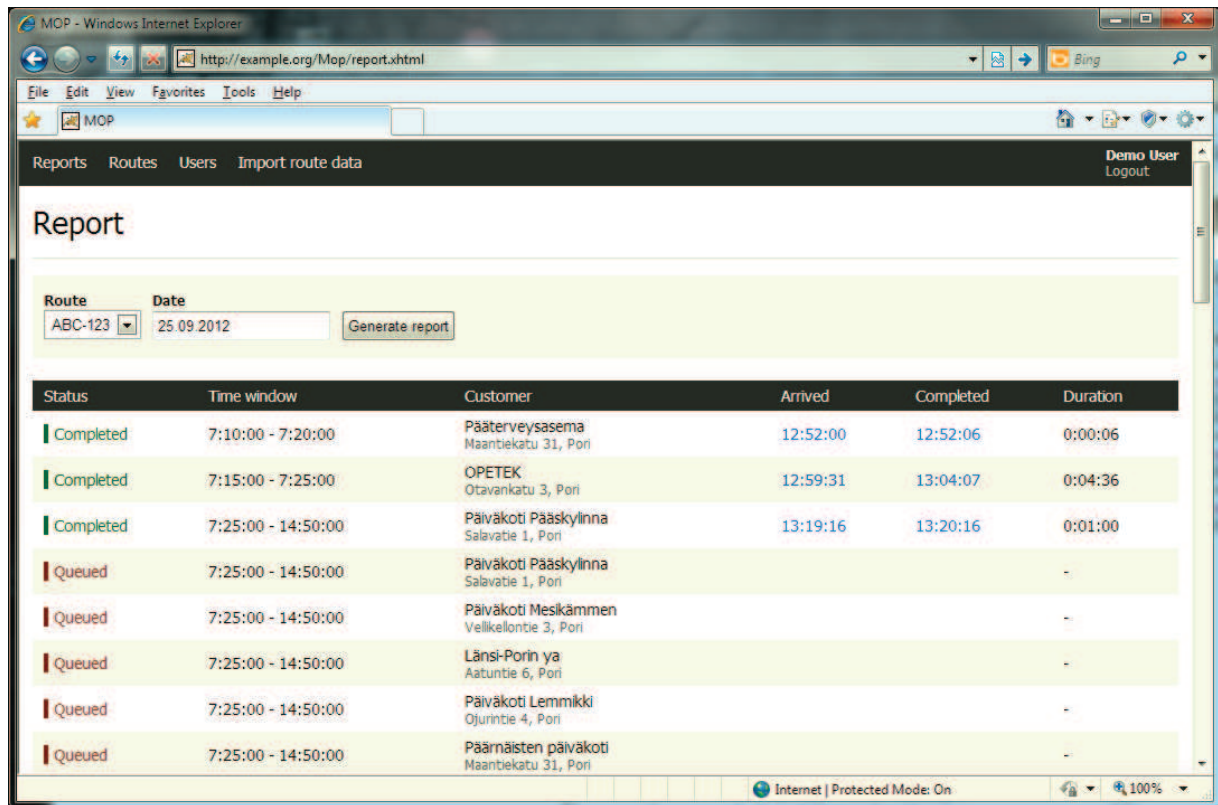 MOP - Windows Internet Explorer
http://example.org/Mop/report.xhtml
Bing
File Edit View Favorites Tools Help
MOP
Reports Routes Users Import route data
Demo User
Logout
Report
Route Date
ABC-123 25.09.2012 Generate report
Status Time window Customer Arrived Completed Duration
Completed 7:10:00 - 7:20:00 Pääterveysasema 12:52:00 12:52:06 0:00:06
Maantiekatu 31, Pori
Completed 7:15:00 - 7:25:00 OPETEK 12:59:31 13:04:07 0:04:36
Otavankatu 3, Pori
Completed 7:25:00 - 14:50:00 Päiväkoti Pääskylinna 13:19:16 13:20:16 0:01:00
Salavatie 1, Pori
Queued 7:25:00 - 14:50:00 Päiväkoti Pääskylinna -
Salavatie 1, Pori
Queued 7:25:00 - 14:50:00 Päiväkoti Mesikämmen -
Velikellontie 3, Pori
Queued 7:25:00 - 14:50:00 Länsi-Porin ya -
Aatuntie 6, Pori
Queued 7:25:00 - 14:50:00 Päiväkoti Lemmikki -
Ojurintie 4, Pori
Queued 7:25:00 - 14:50:00 Päärnäisten päiväkoti -
Maantiekatu 31, Pori
Internet | Protected Mode: On 100%